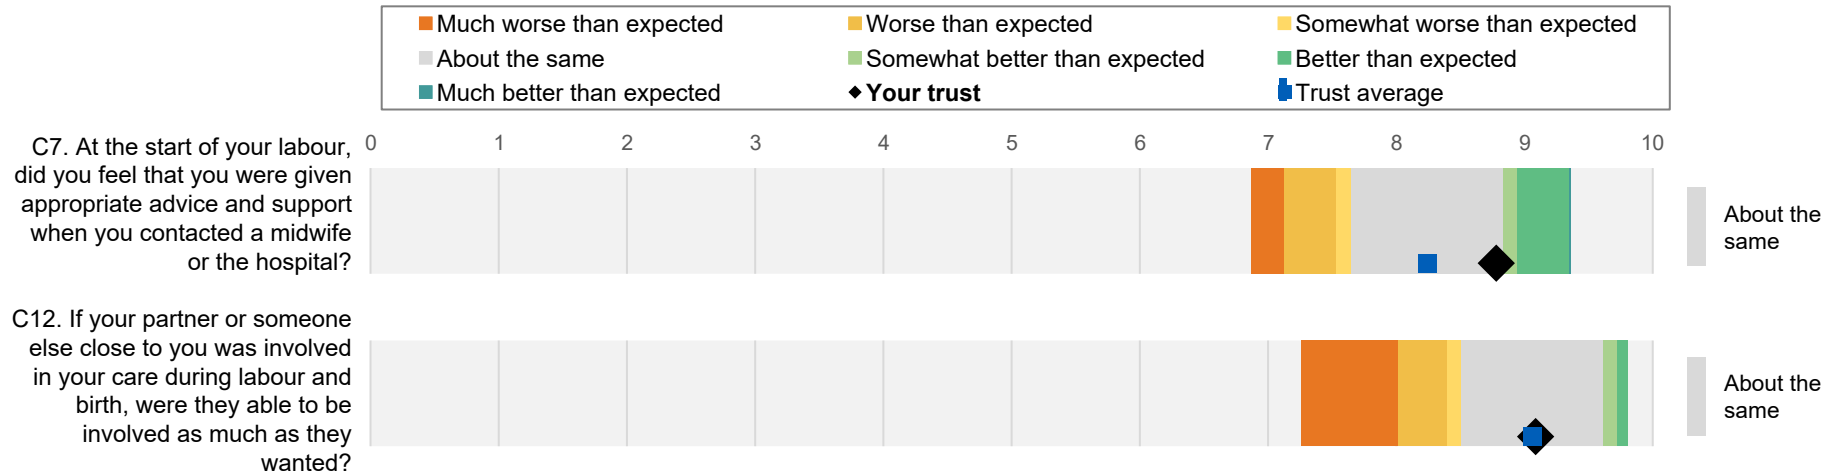 Much worse than expected
Worse than expected
Somewhat worse than expected
About the same
Somewhat better than expected
Better than expected
Much better than expected
Your trust
Trust average
0 1 2 3 4 5 6 7 8 9 10
C7. At the start of your labour,
did you feel that you were given
appropriate advice and support
when you contacted a midwife
or the hospital?
About the
same
C12. If your partner or someone
else close to you was involved
in your care during labour and
birth, were they able to be
involved as much as they
wanted?
About the
same